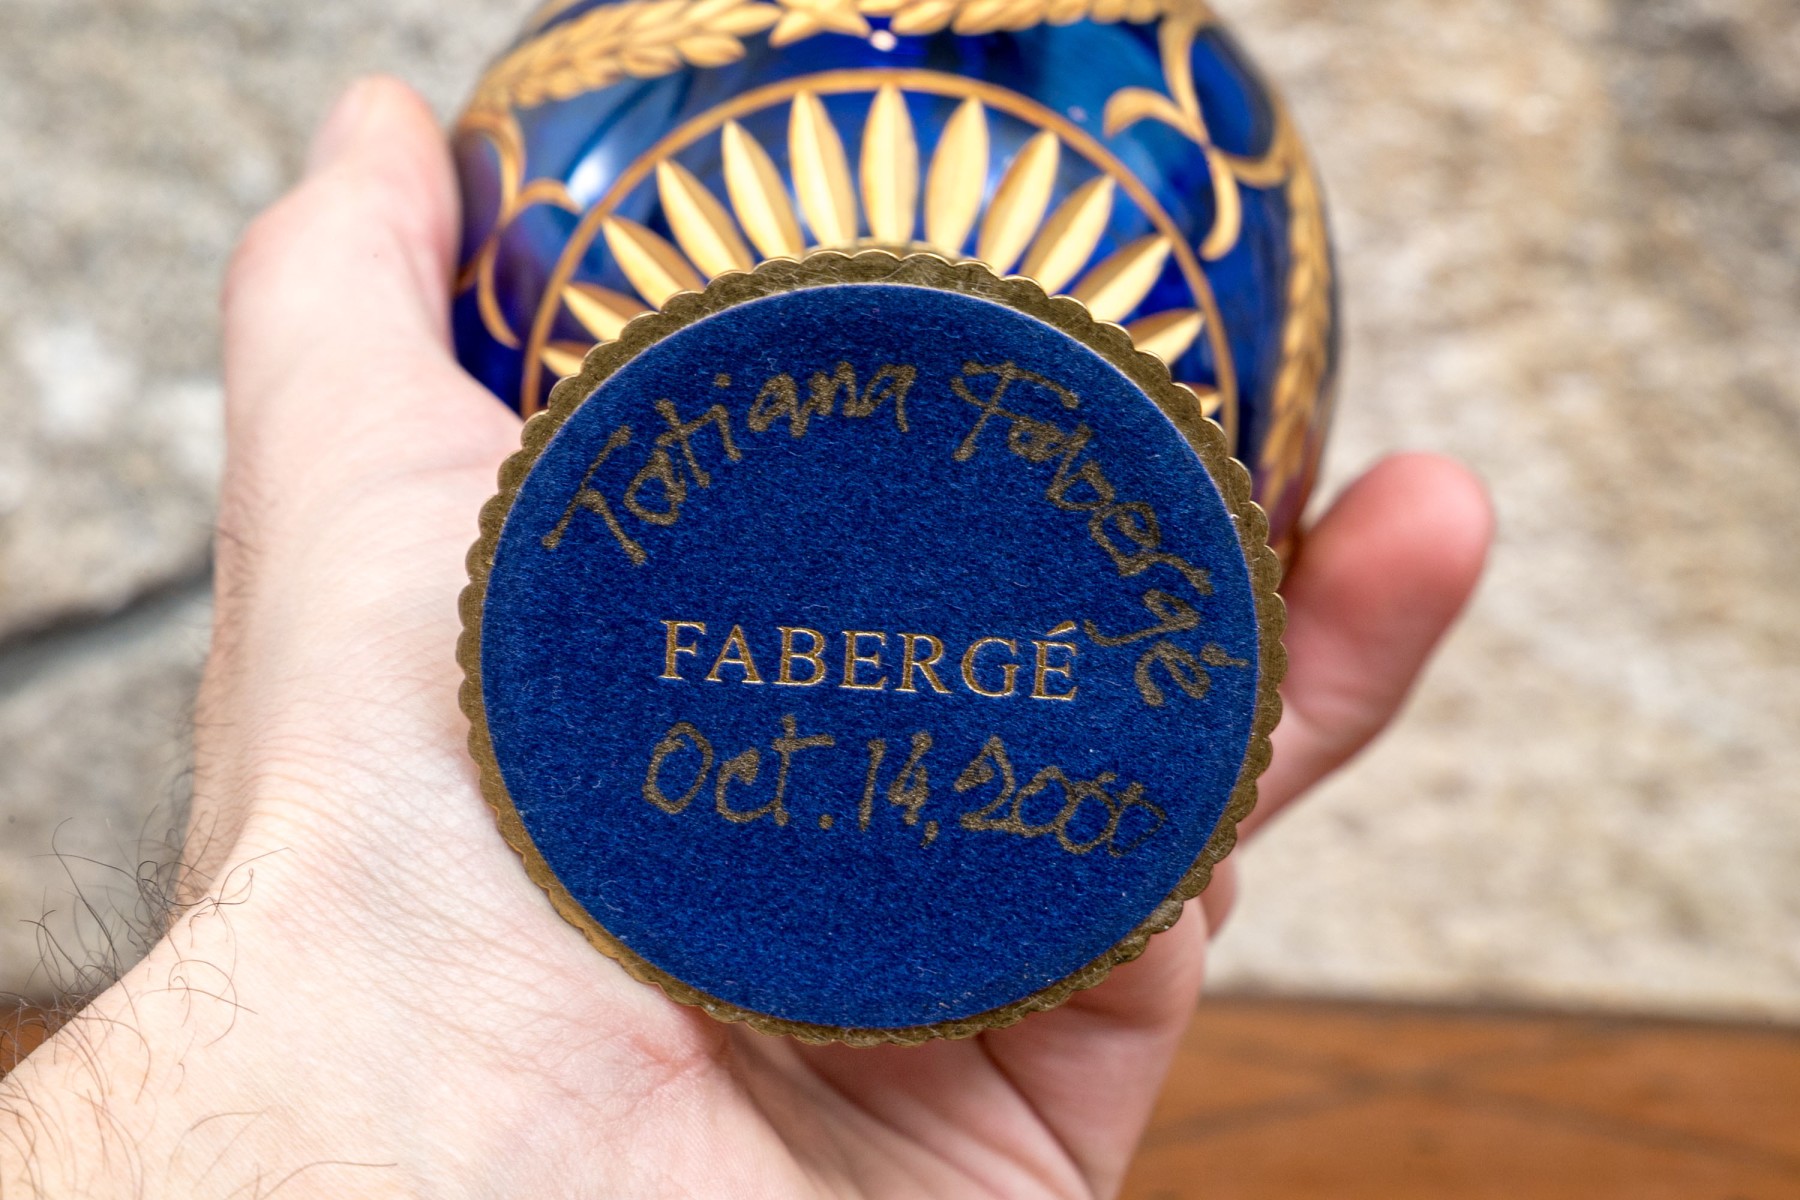 Tatiana Fabergé
FABERGÉ
Oct. 14, 2000